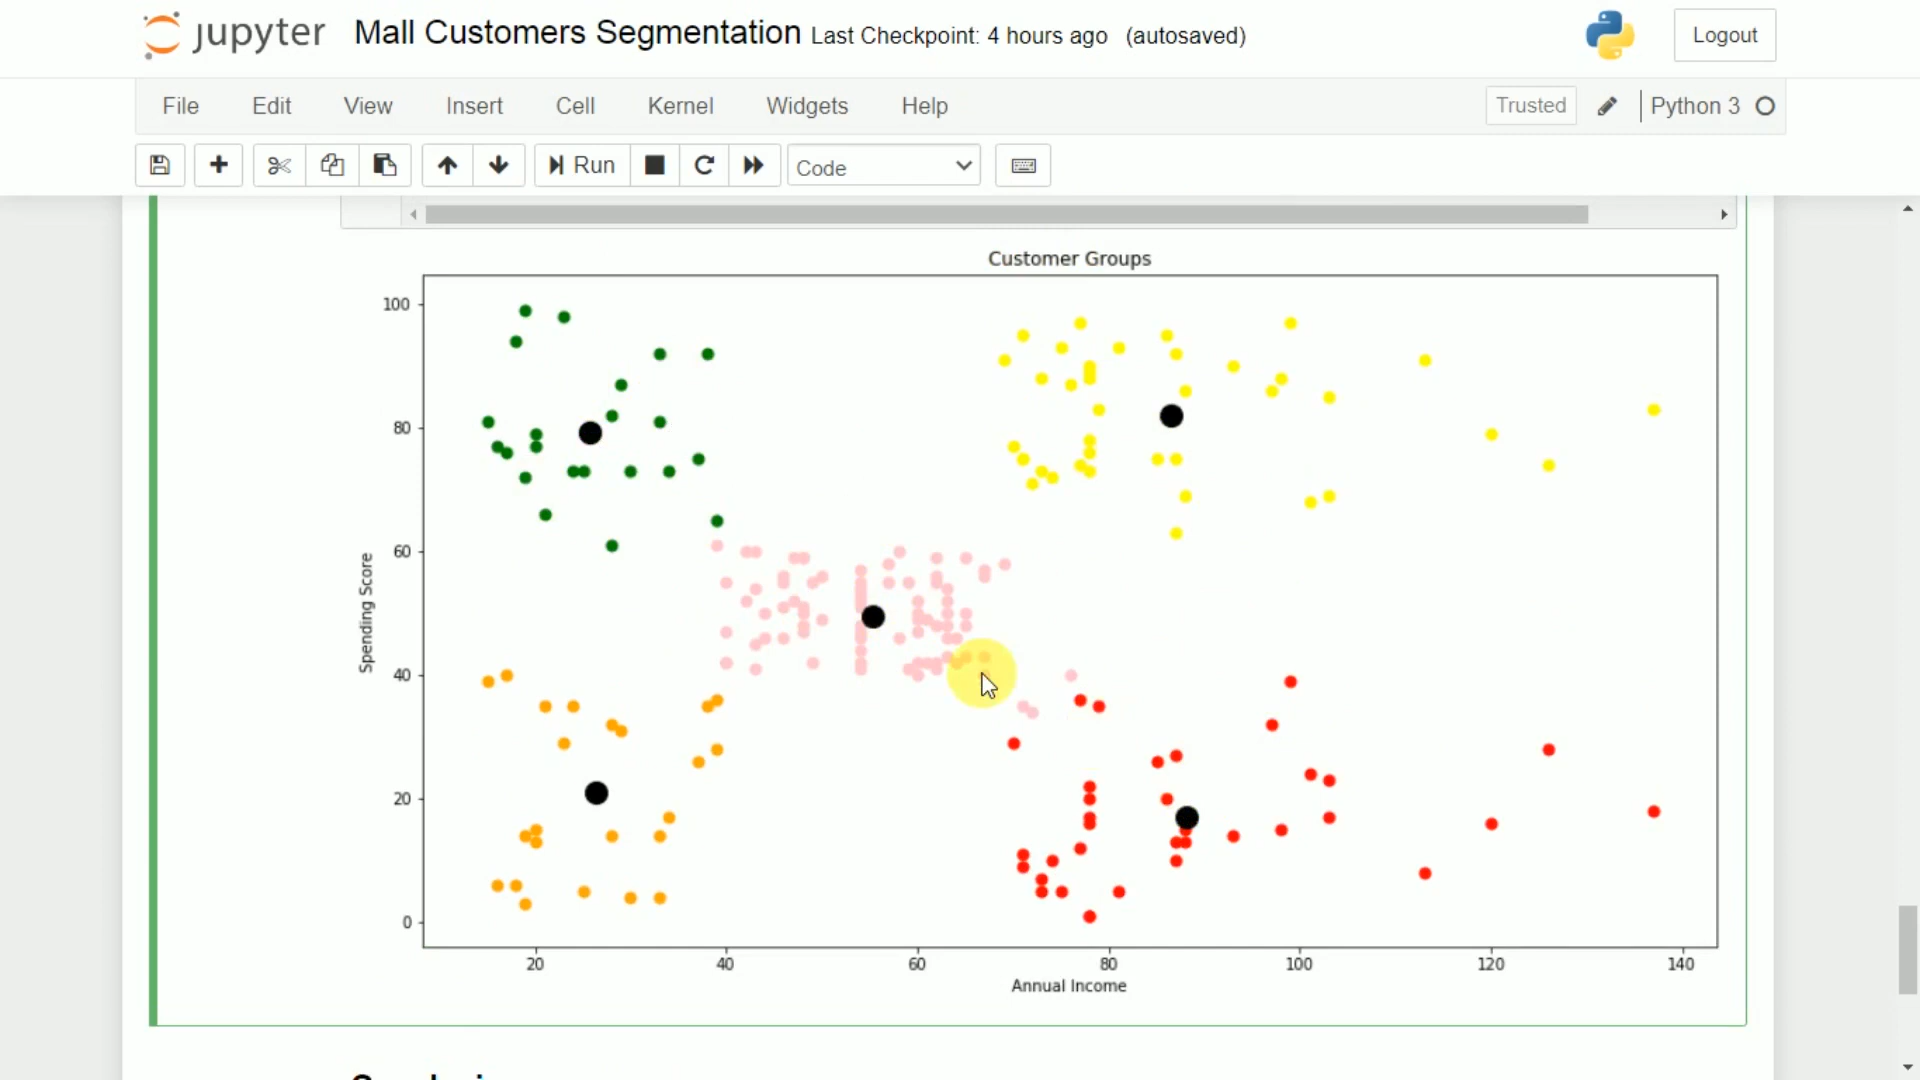 jupyter Mall Customers Segmentation Last Checkpoint: 4 hours ago (autosaved) Logout
File Edit View Insert Cell Kernel Widgets Help Trusted Python 3
Run Code
Customer Groups
100
80
60
40
20
0
Spending Score
20 40 60 80 100 120 140
Annual Income